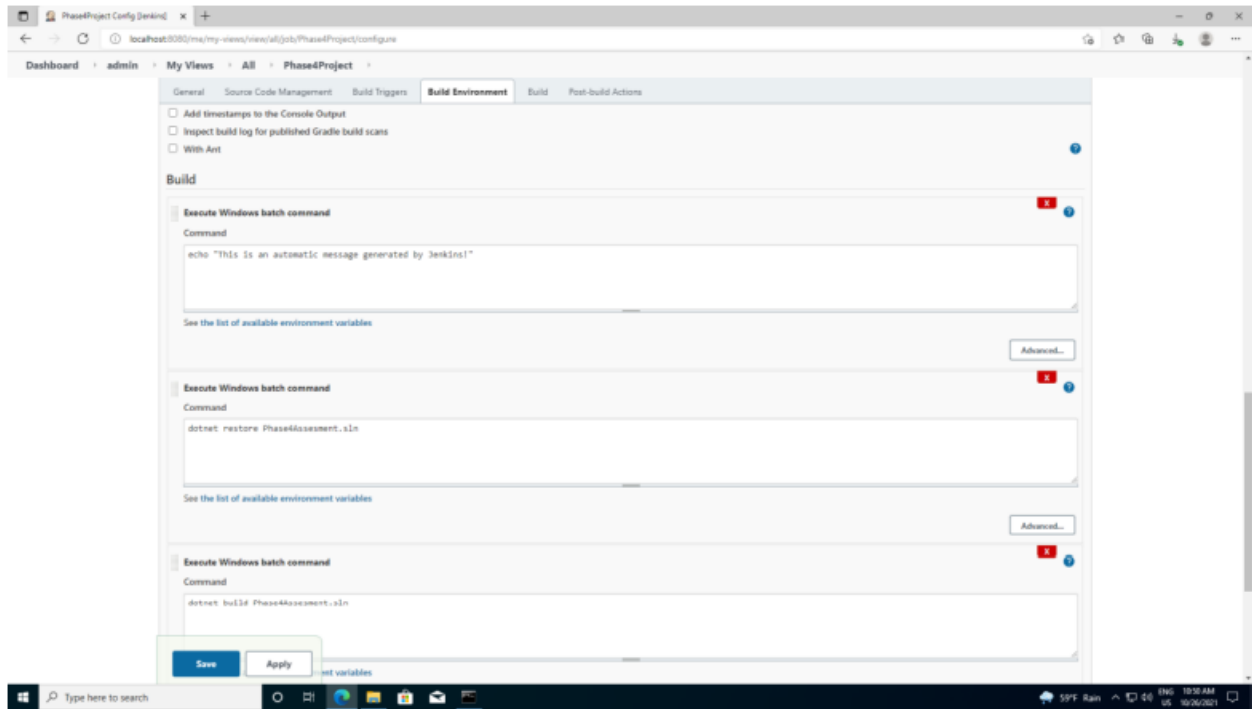 Phase4Project Config [Jenkins]
localhost:8080/me/my-views/view/all/job/Phase4Project/configure
Dashboard admin My Views All Phase4Project
General Source Code Management Build Triggers Build Environment Build Post-build Actions
Add timestamps to the Console Output
Inspect build log for published Gradle build scans
With Ant
Build
X
Execute Windows batch command
Command
echo "This is an automatic message generated by Jenkins!"
See the list of available environment variables
Advanced...
X
Execute Windows batch command
Command
dotnet restore Phase4Assesment.sln
See the list of available environment variables
Advanced...
X
Execute Windows batch command
Command
dotnet build Phase4Assesment.sln
Save Apply
ent variables
Type here to search
59°F Rain ENG 10:50 AM
US 10/26/2021